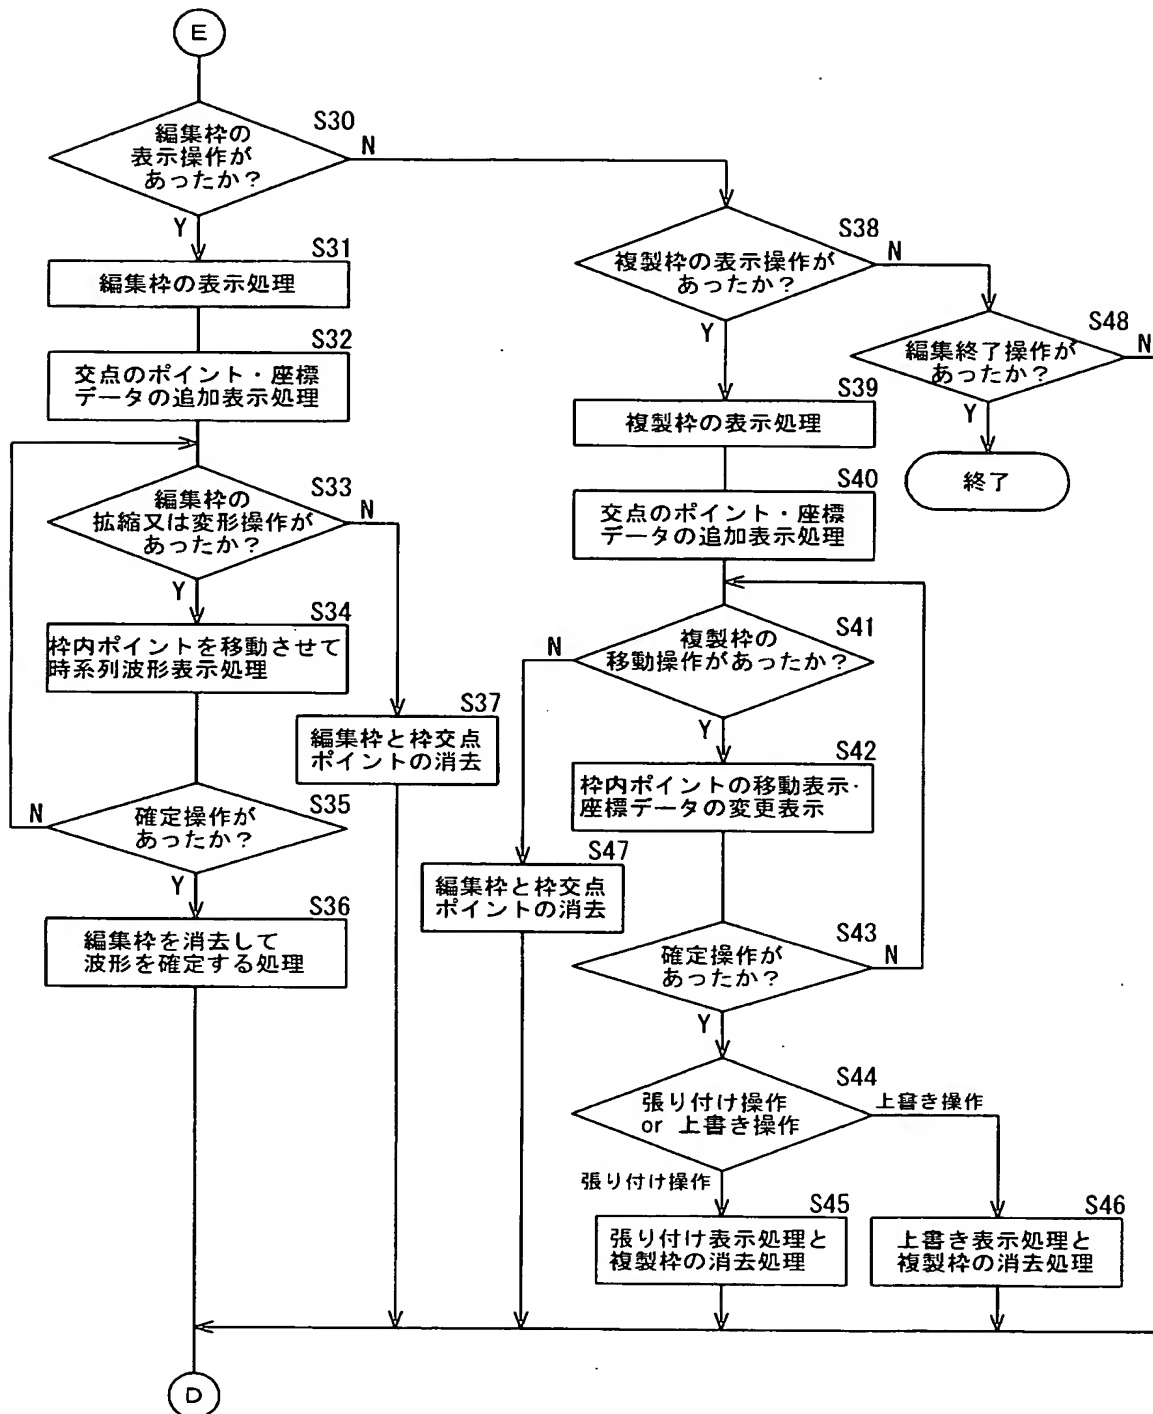 E
S30
編集枠の
表示操作が
あったか？
N
Y
S31
編集枠の表示処理
S32
交点のポイント・座標
データの追加表示処理
S33
編集枠の
拡縮又は変形操作が
あったか？
N
Y
S34
枠内ポイントを移動させて
時系列波形表示処理
S35
確定操作が
あったか？
N
Y
S36
編集枠を消去して
波形を確定する処理
S37
編集枠と枠交点
ポイントの消去
S38
複製枠の表示操作が
あったか？
N
Y
S48
編集終了操作が
あったか？
N
Y
終了
S39
複製枠の表示処理
S40
交点のポイント・座標
データの追加表示処理
S41
複製枠の
移動操作があったか？
N
Y
S42
枠内ポイントの移動表示・
座標データの変更表示
S47
編集枠と枠交点
ポイントの消去
S43
確定操作が
あったか？
N
Y
S44
張り付け操作
or 上書き操作
上書き操作
張り付け操作
S45
張り付け表示処理と
複製枠の消去処理
S46
上書き表示処理と
複製枠の消去処理
D